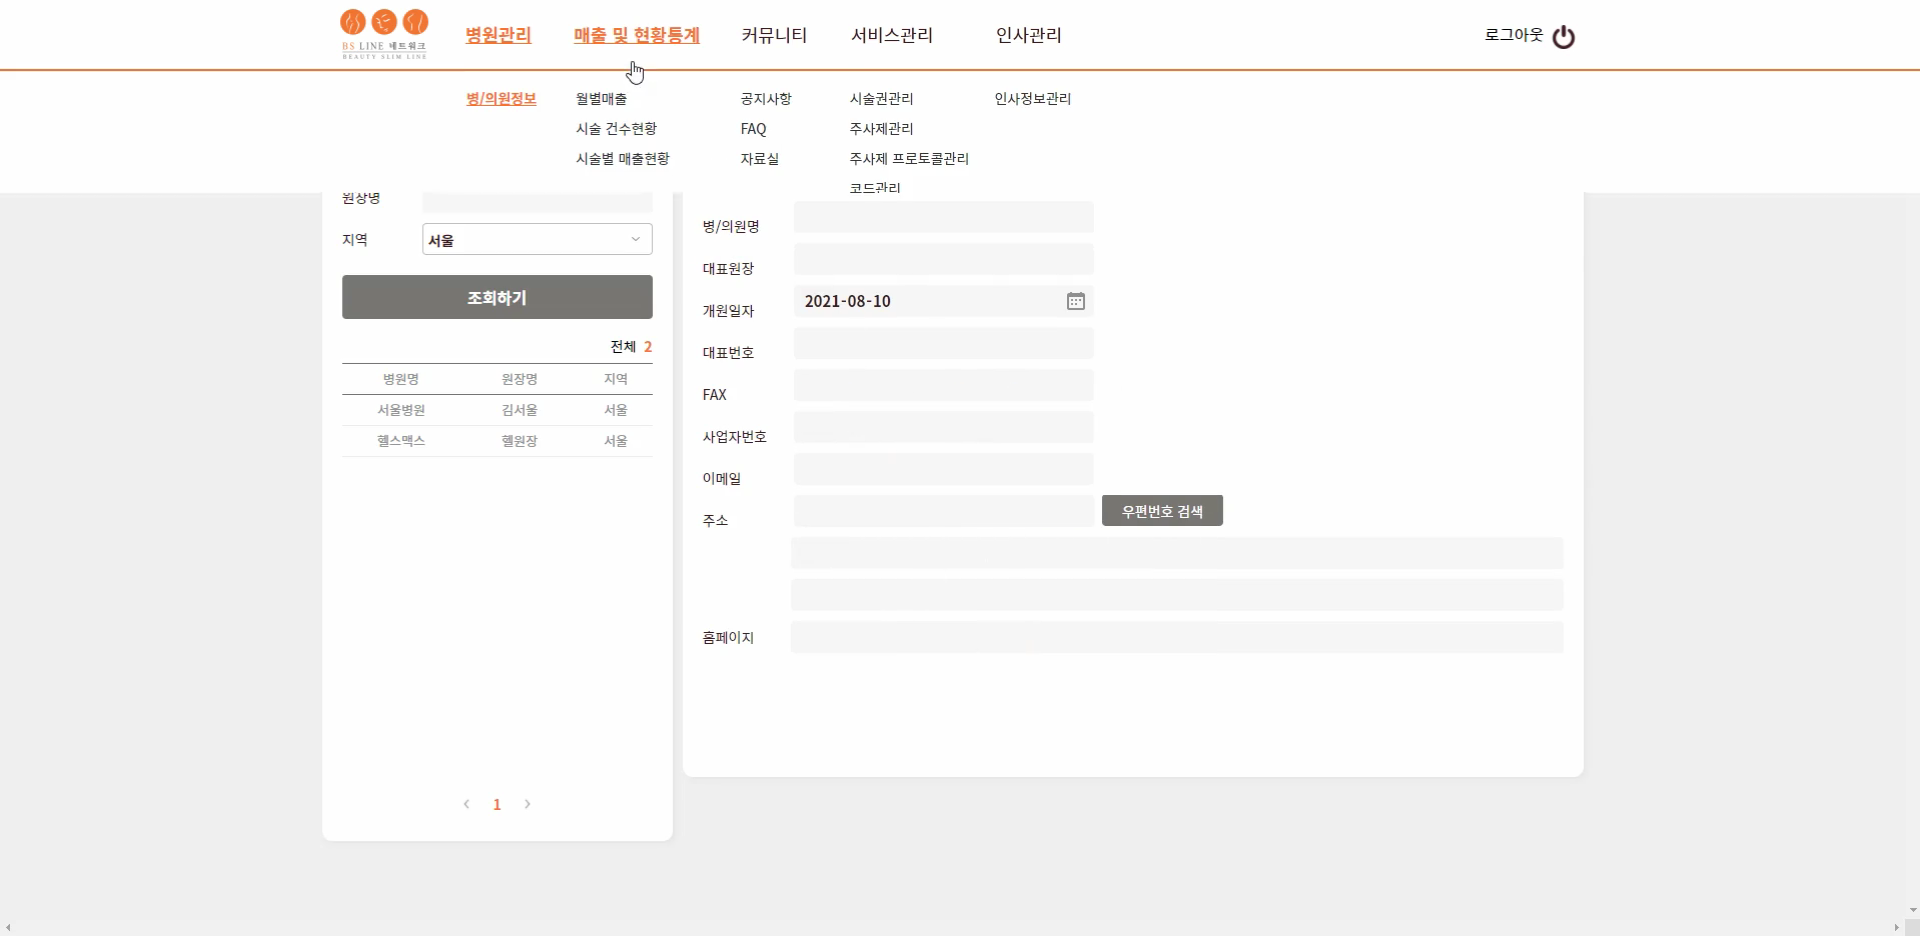 BS LINE 네트워크
BEAUTY SLIM LINE
병원관리 매출 및 현황통계 커뮤니티 서비스관리 인사관리 로그아웃
병/의원정보 월별매출 공지사항 시술권관리 인사정보관리
시술 건수현황 FAQ 주사제관리
시술별 매출현황 자료실 주사제 프로토콜관리
코드관리
원장명
지역 서울
조회하기
전체 2
병원명 원장명 지역
서울병원 김서울 서울
헬스맥스 헬원장 서울
1
병/의원명
대표원장
개원일자 2021-08-10
대표번호
FAX
사업자번호
이메일
주소 우편번호 검색
홈페이지